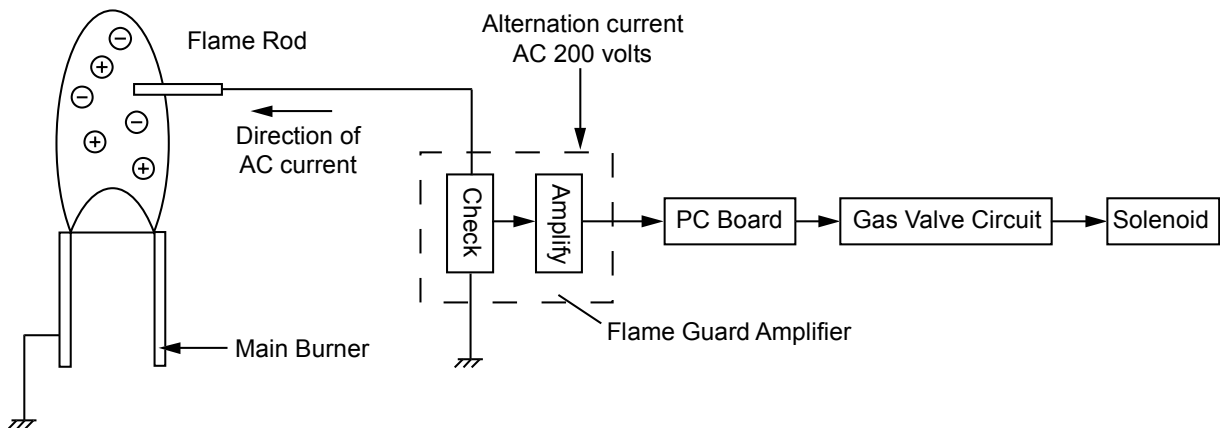 Flame Rod
Alternation current
AC 200 volts
Direction of
AC current
Check
Amplify
PC Board
Gas Valve Circuit
Solenoid
Flame Guard Amplifier
Main Burner